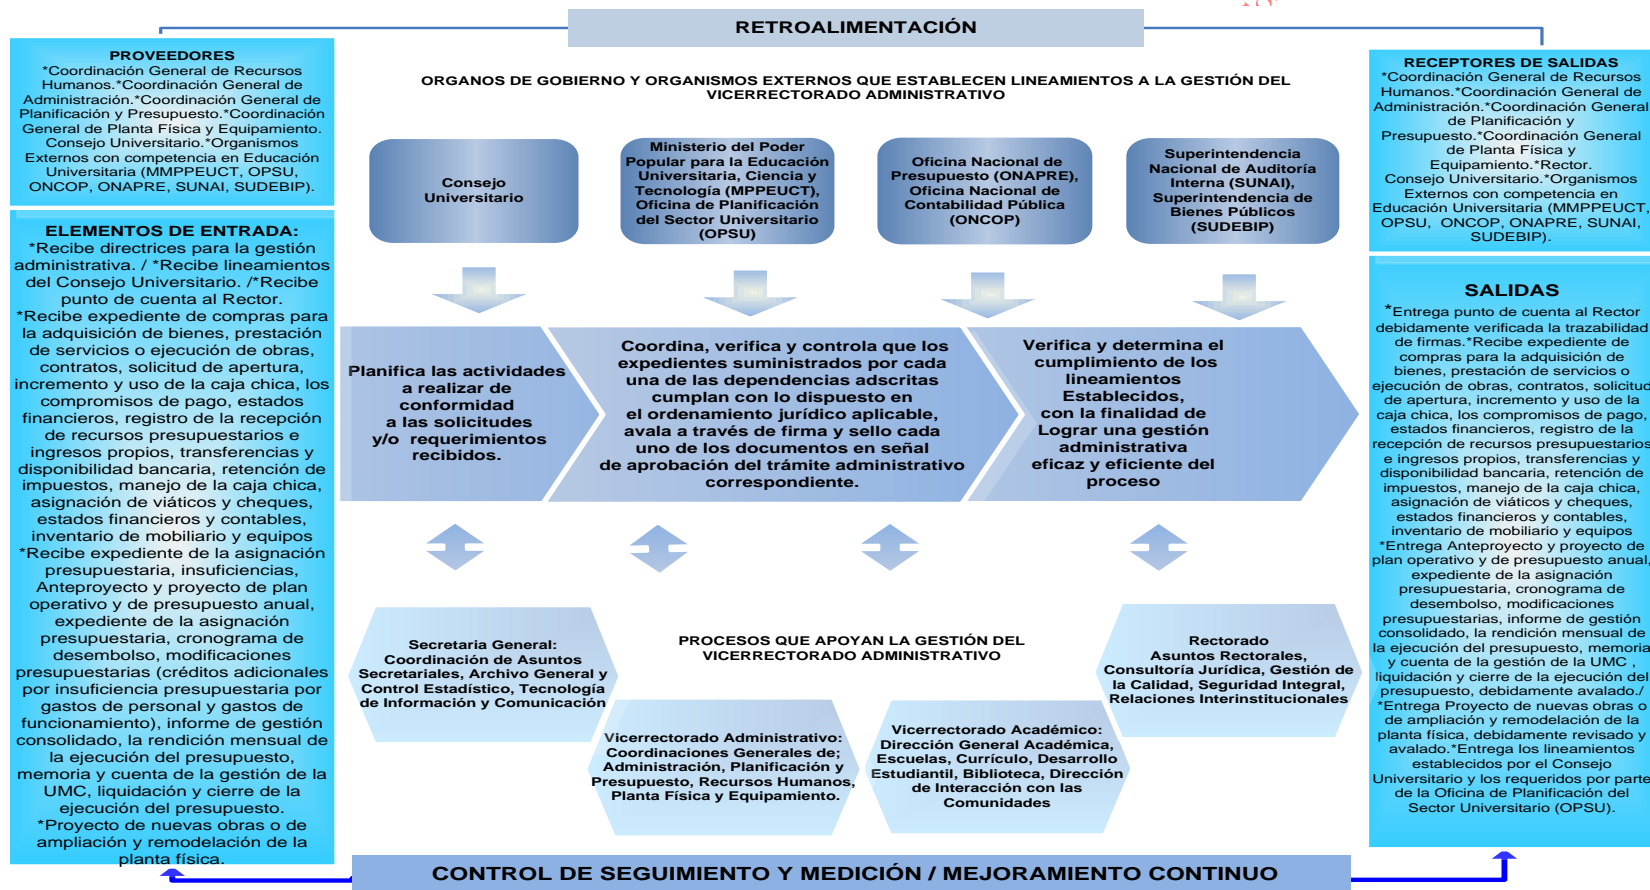 RETROALIMENTACIÓN
PROVEEDORES
*Coordinación General de Recursos
Humanos.*Coordinación General de
Administración.*Coordinación General de
Planificación y Presupuesto.*Coordinación
General de Planta Física y Equipamiento.
Consejo Universitario.*Organismos
Externos con competencia en Educación
Universitaria (MMPPEUCT, OPSU,
ONCOP, ONAPRE, SUNAI, SUDEBIP).
ELEMENTOS DE ENTRADA:
*Recibe directrices para la gestión
administrativa. / *Recibe lineamientos
del Consejo Universitario. /*Recibe
punto de cuenta al Rector.
*Recibe expediente de compras para
la adquisición de bienes, prestación
de servicios o ejecución de obras,
contratos, solicitud de apertura,
incremento y uso de la caja chica, los
compromisos de pago, estados
financieros, registro de la recepción
de recursos presupuestarios e
ingresos propios, transferencias y
disponibilidad bancaria, retención de
impuestos, manejo de la caja chica,
asignación de viáticos y cheques,
estados financieros y contables,
inventario de mobiliario y equipos
*Recibe expediente de la asignación
presupuestaria, insuficiencias,
Anteproyecto y proyecto de plan
operativo y de presupuesto anual,
expediente de la asignación
presupuestaria, cronograma de
desembolso, modificaciones
presupuestarias (créditos adicionales
por insuficiencia presupuestaria por
gastos de personal y gastos de
funcionamiento), informe de gestión
consolidado, la rendición mensual de
la ejecución del presupuesto,
memoria y cuenta de la gestión de la
UMC, liquidación y cierre de la
ejecución del presupuesto.
*Proyecto de nuevas obras o de
ampliación y remodelación de la
planta física.
ORGANOS DE GOBIERNO Y ORGANISMOS EXTERNOS QUE ESTABLECEN LINEAMIENTOS A LA GESTIÓN DEL
VICERRECTORADO ADMINISTRATIVO
Consejo
Universitario
Ministerio del Poder
Popular para la Educación
Universitaria, Ciencia y
Tecnología (MPPEUCT),
Oficina de Planificación
del Sector Universitario
(OPSU)
Oficina Nacional de
Presupuesto (ONAPRE),
Oficina Nacional de
Contabilidad Pública
(ONCOP)
Superintendencia
Nacional de Auditoría
Interna (SUNAI),
Superintendencia de
Bienes Públicos
(SUDEBIP)
Planifica las actividades
a realizar de
conformidad
a las solicitudes
y/o requerimientos
recibidos.
Coordina, verifica y controla que los
expedientes suministrados por cada
una de las dependencias adscritas
cumplan con lo dispuesto en
el ordenamiento jurídico aplicable,
avala a través de firma y sello cada
uno de los documentos en señal
de aprobación del trámite administrativo
correspondiente.
Verifica y determina el
cumplimiento de los
lineamientos
Establecidos,
con la finalidad de
Lograr una gestión
administrativa
eficaz y eficiente del
proceso
PROCESOS QUE APOYAN LA GESTIÓN DEL
VICERRECTORADO ADMINISTRATIVO
Secretaria General:
Coordinación de Asuntos
Secretariales, Archivo General y
Control Estadístico, Tecnología
de Información y Comunicación
Vicerrectorado Administrativo:
Coordinaciones Generales de;
Administración, Planificación y
Presupuesto, Recursos Humanos,
Planta Física y Equipamiento.
Vicerrectorado Académico:
Dirección General Académica,
Escuelas, Currículo, Desarrollo
Estudiantil, Biblioteca, Dirección
de Interacción con las
Comunidades
Rectorado
Asuntos Rectorales,
Consultoría Jurídica, Gestión de
la Calidad, Seguridad Integral,
Relaciones Interinstitucionales
RECEPTORES DE SALIDAS
*Coordinación General de Recursos
Humanos.*Coordinación General de
Administración.*Coordinación General
de Planificación y
Presupuesto.*Coordinación General
de Planta Física y
Equipamiento.*Rector.
Consejo Universitario.*Organismos
Externos con competencia en
Educación Universitaria (MMPPEUCT,
OPSU, ONCOP, ONAPRE, SUNAI,
SUDEBIP).
SALIDAS
*Entrega punto de cuenta al Rector
debidamente verificada la trazabilidad
de firmas.*Recibe expediente de
compras para la adquisición de
bienes, prestación de servicios o
ejecución de obras, contratos, solicitud
de apertura, incremento y uso de la
caja chica, los compromisos de pago,
estados financieros, registro de la
recepción de recursos presupuestarios
e ingresos propios, transferencias y
disponibilidad bancaria, retención de
impuestos, manejo de la caja chica,
asignación de viáticos y cheques,
estados financieros y contables,
inventario de mobiliario y equipos
*Entrega Anteproyecto y proyecto de
plan operativo y de presupuesto anual,
expediente de la asignación
presupuestaria, cronograma de
desembolso, modificaciones
presupuestarias, informe de gestión
consolidado, la rendición mensual de
la ejecución del presupuesto, memoria
y cuenta de la gestión de la UMC ,
liquidación y cierre de la ejecución del
presupuesto, debidamente avalado./
*Entrega Proyecto de nuevas obras o
de ampliación y remodelación de la
planta física, debidamente revisado y
avalado.*Entrega los lineamientos
establecidos por el Consejo
Universitario y los requeridos por parte
de la Oficina de Planificación del
Sector Universitario (OPSU).
CONTROL DE SEGUIMIENTO Y MEDICIÓN / MEJORAMIENTO CONTINUO